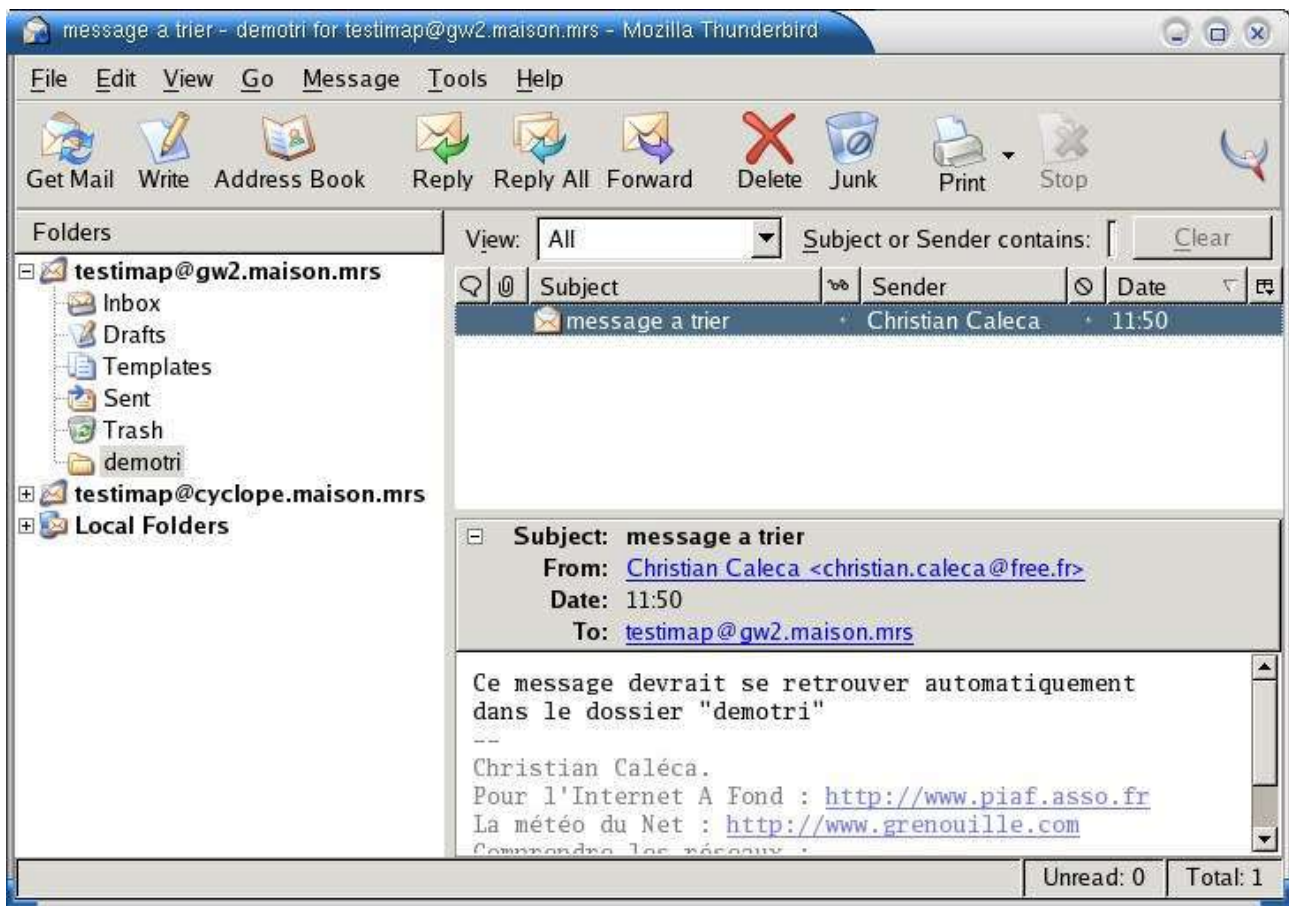 message a trier - demotri for testimap@gw2.maison.mrs - Mozilla Thunderbird
File Edit View Go Message Tools Help
Get Mail Write Address Book Reply Reply All Forward Delete Junk Print Stop
Folders
testimap@gw2.maison.mrs
Inbox
Drafts
Templates
Sent
Trash
demotri
testimap@cyclope.maison.mrs
Local Folders
View: All Subject or Sender contains: Clear
Subject Sender Date
message a trier Christian Caleca 11:50
Subject: message a trier
From: Christian Caleca <christian.caleca@free.fr>
Date: 11:50
To: testimap@gw2.maison.mrs
Ce message devrait se retrouver automatiquement
dans le dossier "demotri"
--
Christian Caléca.
Pour l'Internet A Fond : http://www.piaf.asso.fr
La météo du Net : http://www.grenouille.com
Comprendre les réseaux :
Unread: 0 Total: 1